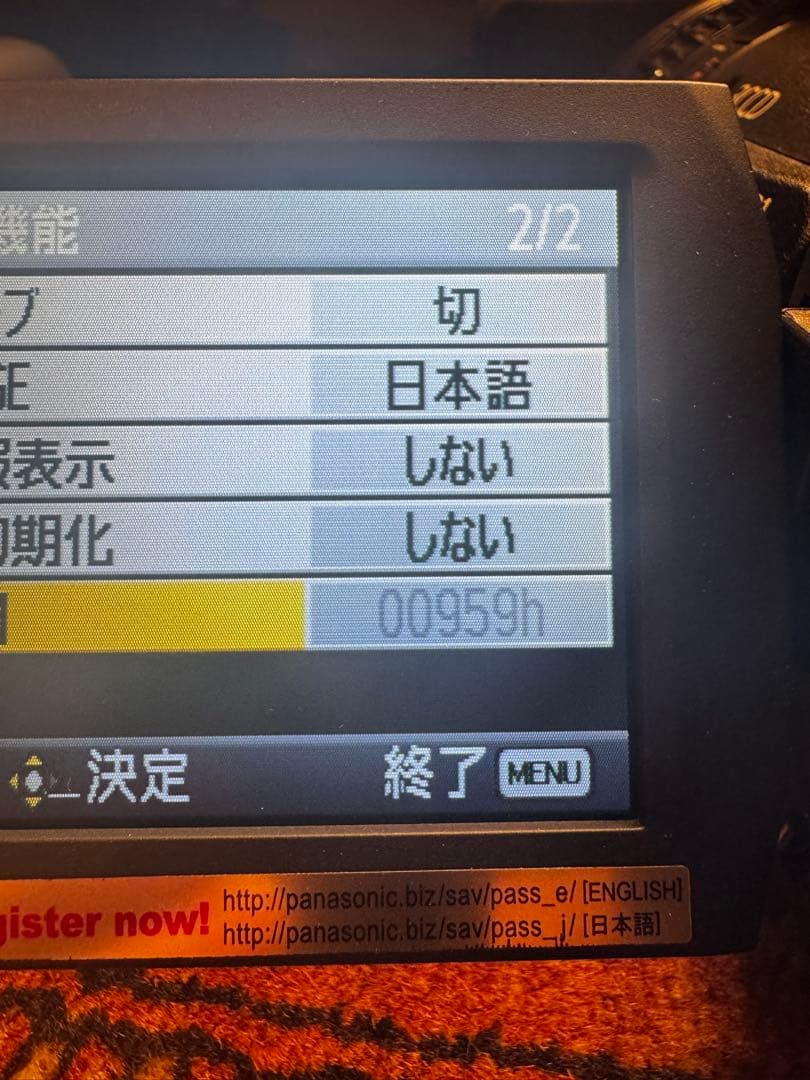 機能 2/2
ブ 切
GE 日本語
報表示 しない
初期化 しない
00959h
決定 終了 MENU
gister now! http://panasonic.biz/sav/pass_e/ [ENGLISH]
http://panasonic.biz/sav/pass_j/ [日本語]